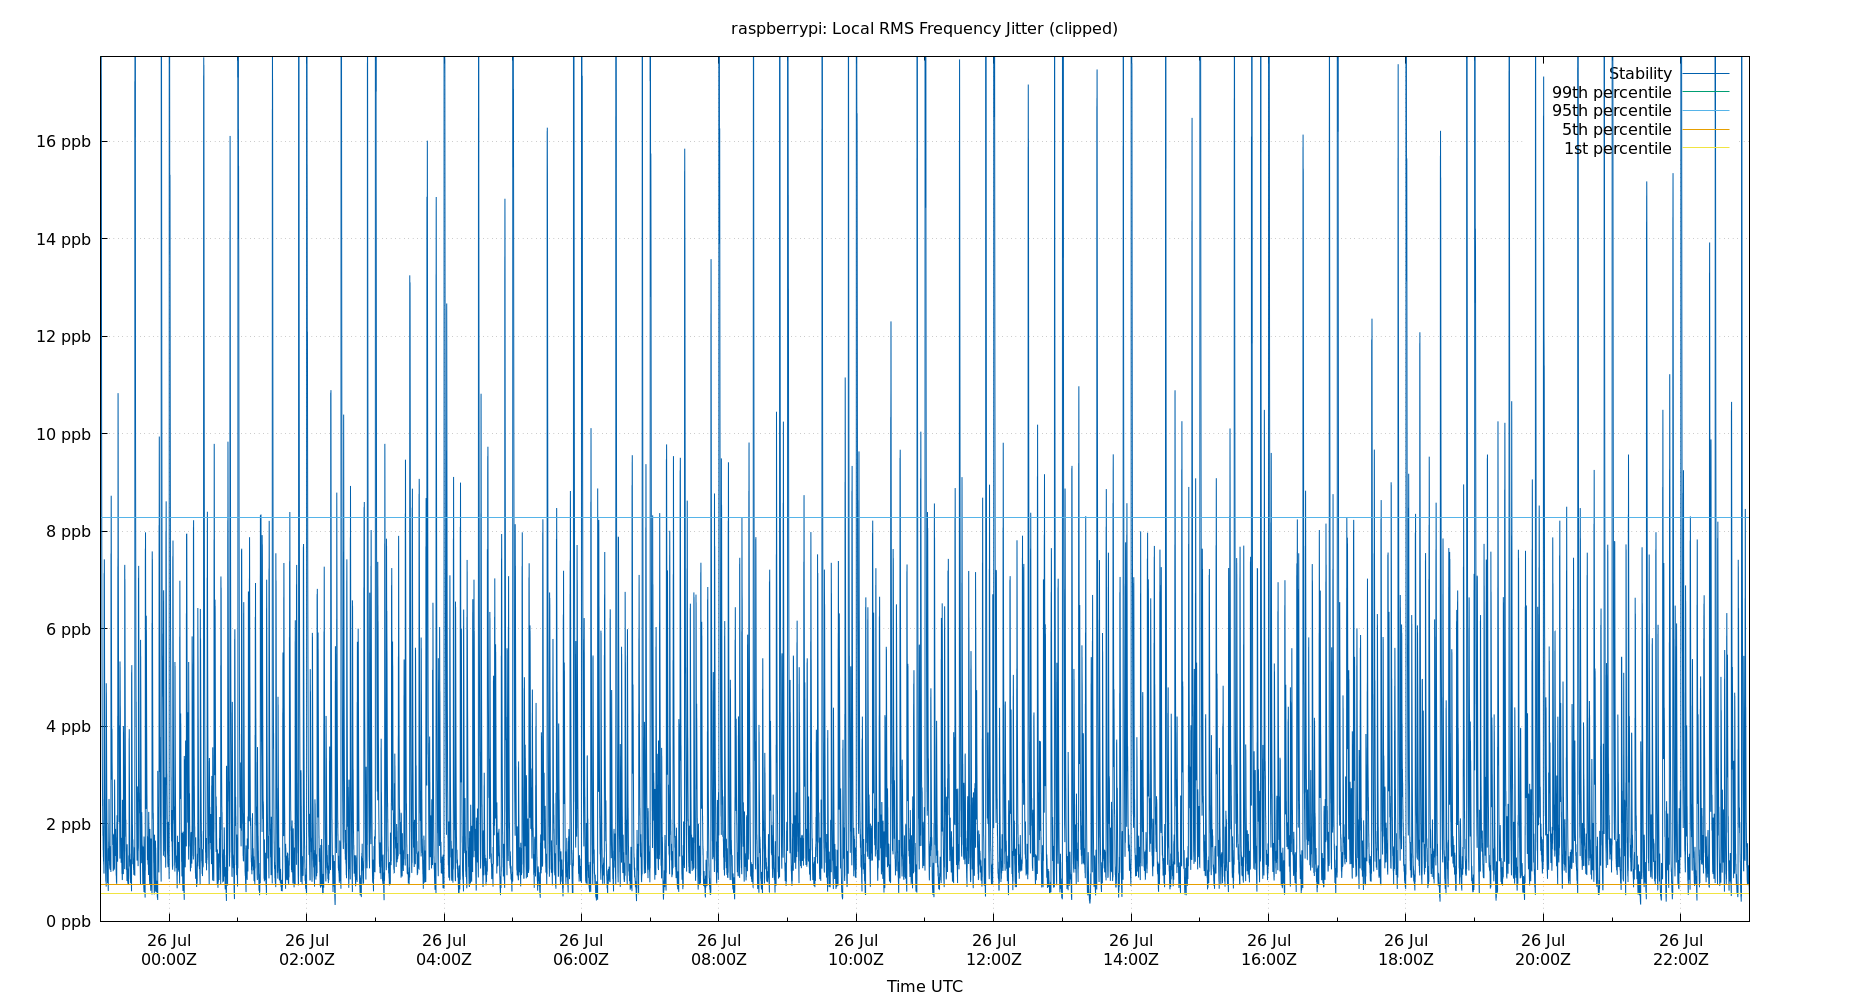 raspberrypi: Local RMS Frequency Jitter (clipped)
Stability
99th percentile
95th percentile
5th percentile
1st percentile
16 ppb
14 ppb
12 ppb
10 ppb
8 ppb
6 ppb
4 ppb
2 ppb
0 ppb
26 Jul 26 Jul 26 Jul 26 Jul 26 Jul 26 Jul 26 Jul 26 Jul 26 Jul 26 Jul 26 Jul 26 Jul
00:00Z 02:00Z 04:00Z 06:00Z 08:00Z 10:00Z 12:00Z 14:00Z 16:00Z 18:00Z 20:00Z 22:00Z
Time UTC